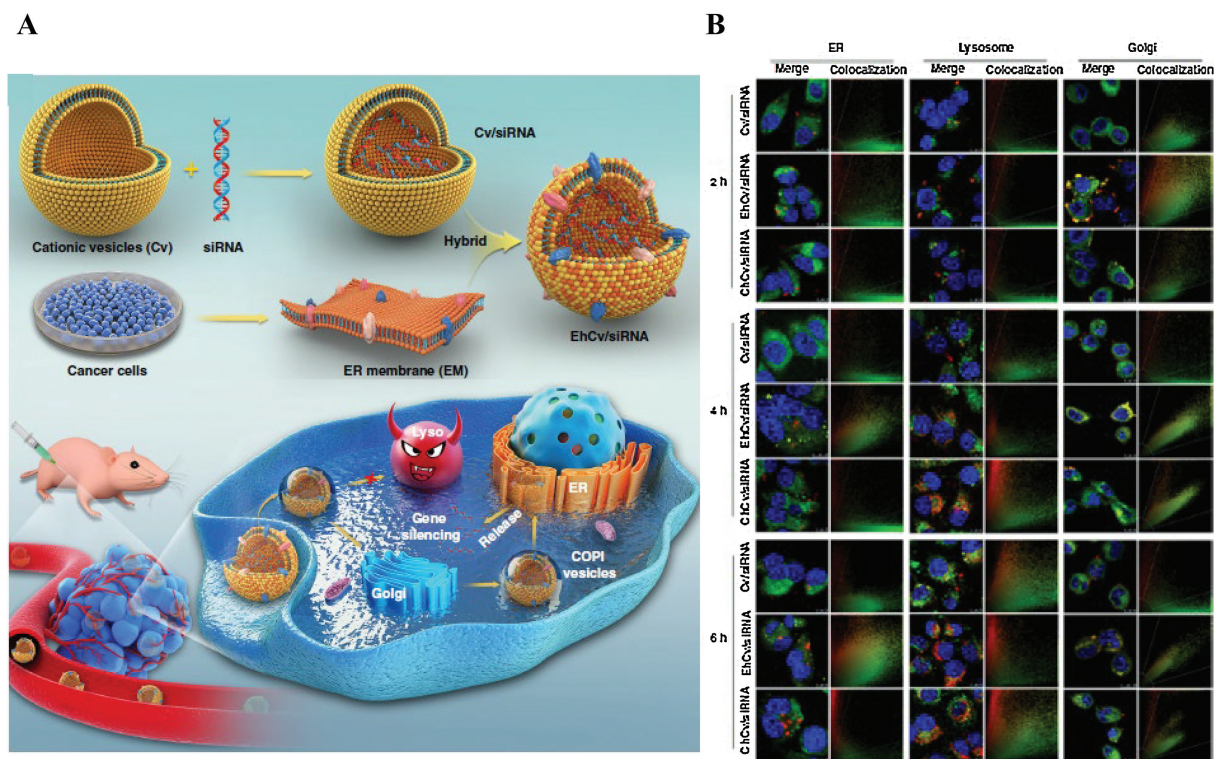 A
Cationic vesicles (Cv)
siRNA
Cv/siRNA
Hybrid
EhCv/siRNA
Cancer cells
ER membrane (EM)
Lyso
ER
Gene
silencing
Release
COPI
vesicles
Golgi
B
ER
Lysosome
Golgi
Merge
Colocalization
Merge
Colocalization
Merge
Colocalization
2 h
Cv/siRNA
EhCv/siRNA
ChCv/siRNA
4 h
Cv/siRNA
EhCv/siRNA
ChCv/siRNA
6 h
Cv/siRNA
EhCv/siRNA
ChCv/siRNA